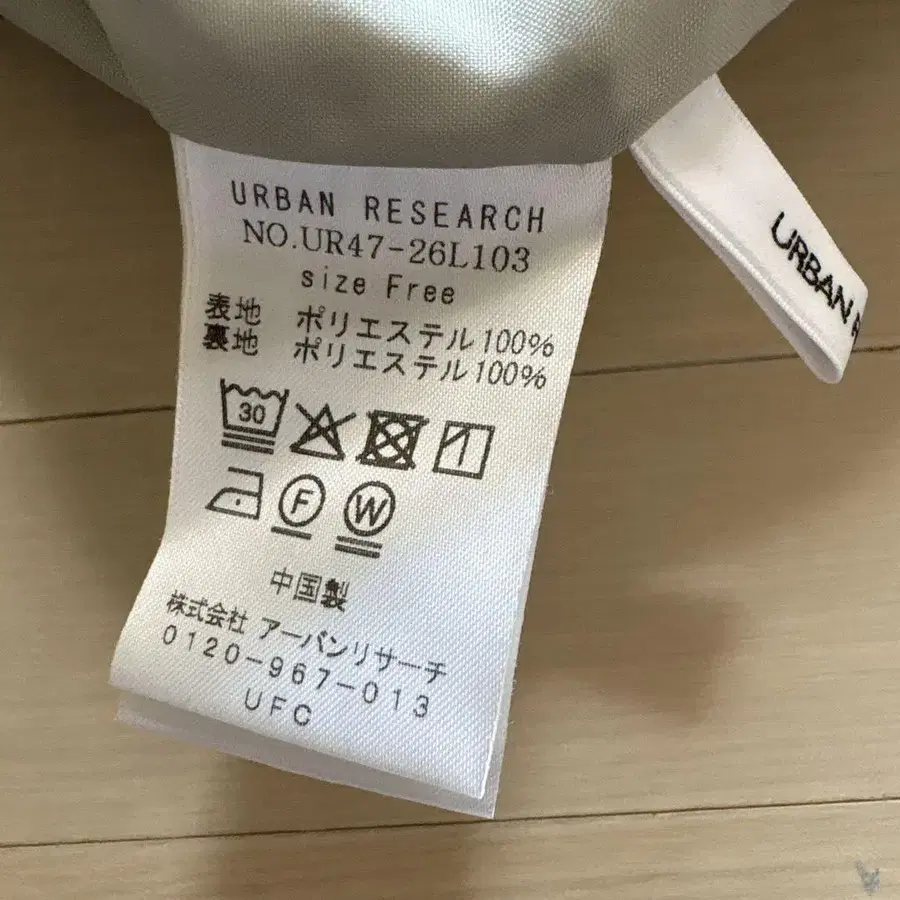 URBAN RESEARCH
NO.UR47-26L103
size Free
表地 ポリエステル100%
裏地 ポリエステル100%
30
F
W
中国製
株式会社 アーバンリサーチ
0120-967-013
UFC
URBAN R